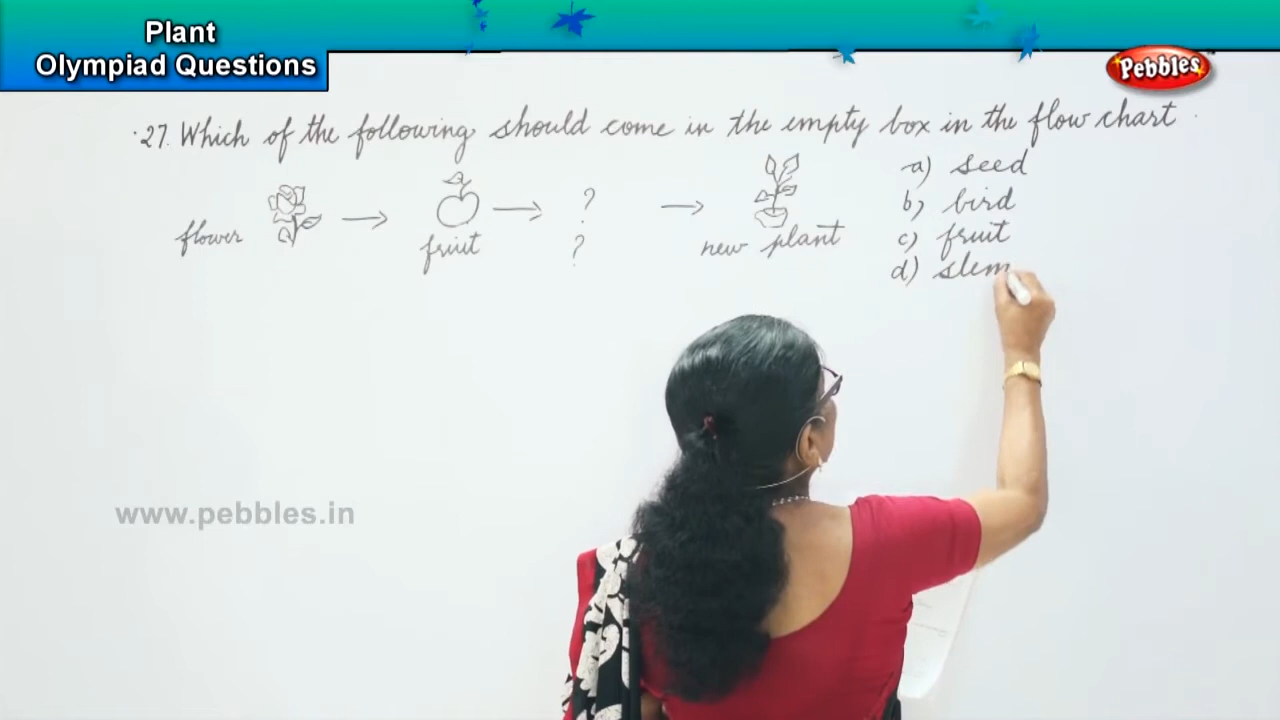 Plant
Olympiad Questions
Pebbles
27. Which of the following should come in the empty box in the flow chart
flower → fruit → ? → new plant
?
a) seed
b) bird
c) fruit
d) stem
www.pebbles.in